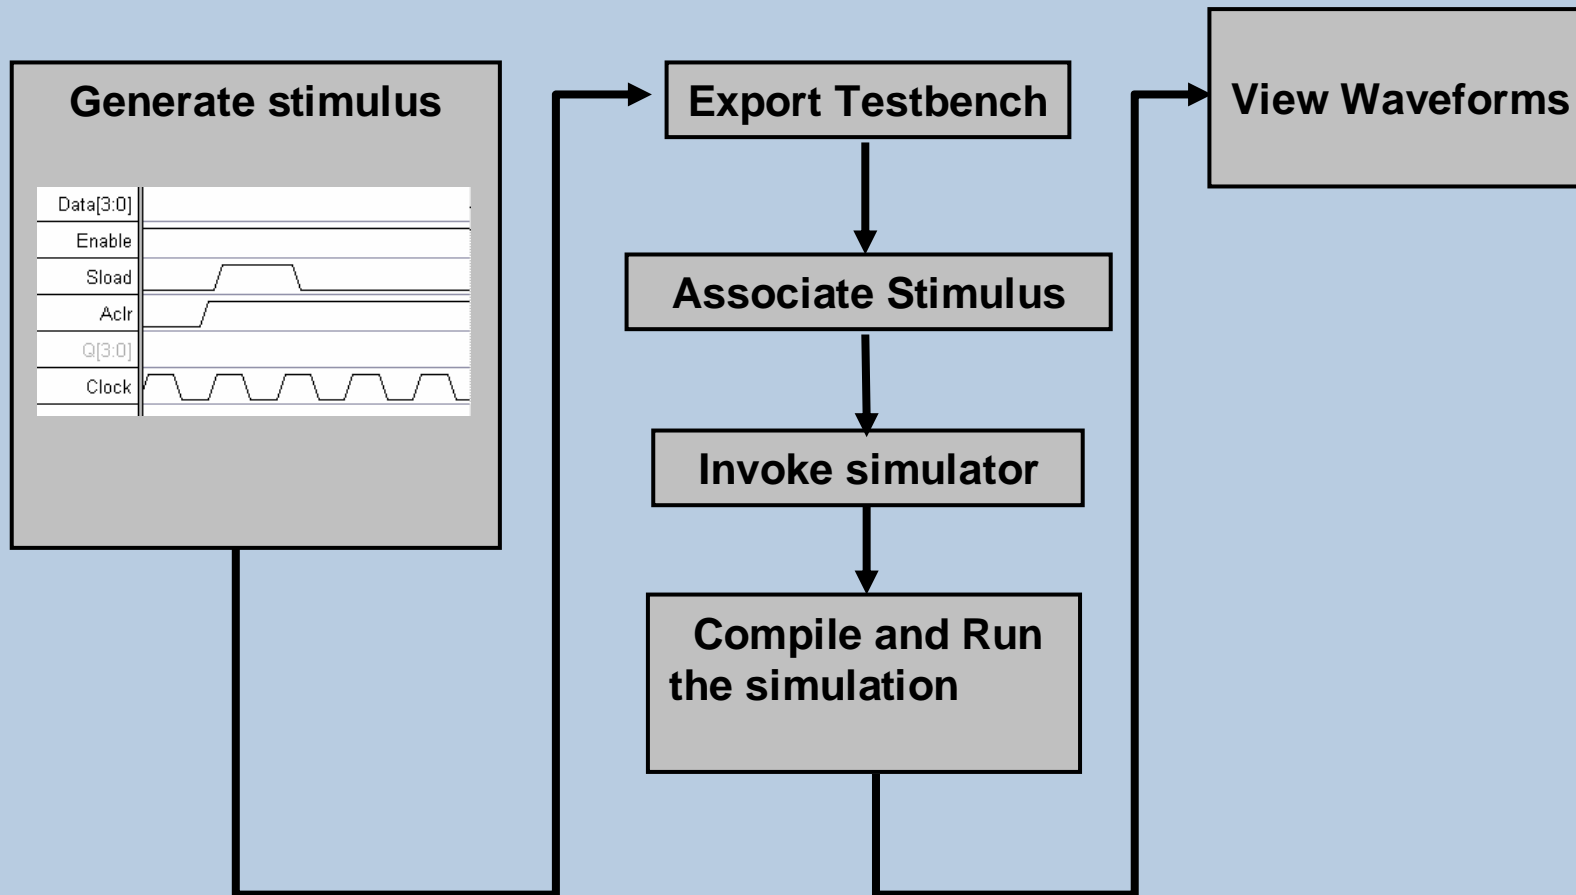 Generate stimulus
Data[3:0]
Enable
Sload
Aclr
Q[3:0]
Clock
Export Testbench
Associate Stimulus
Invoke simulator
Compile and Run
the simulation
View Waveforms